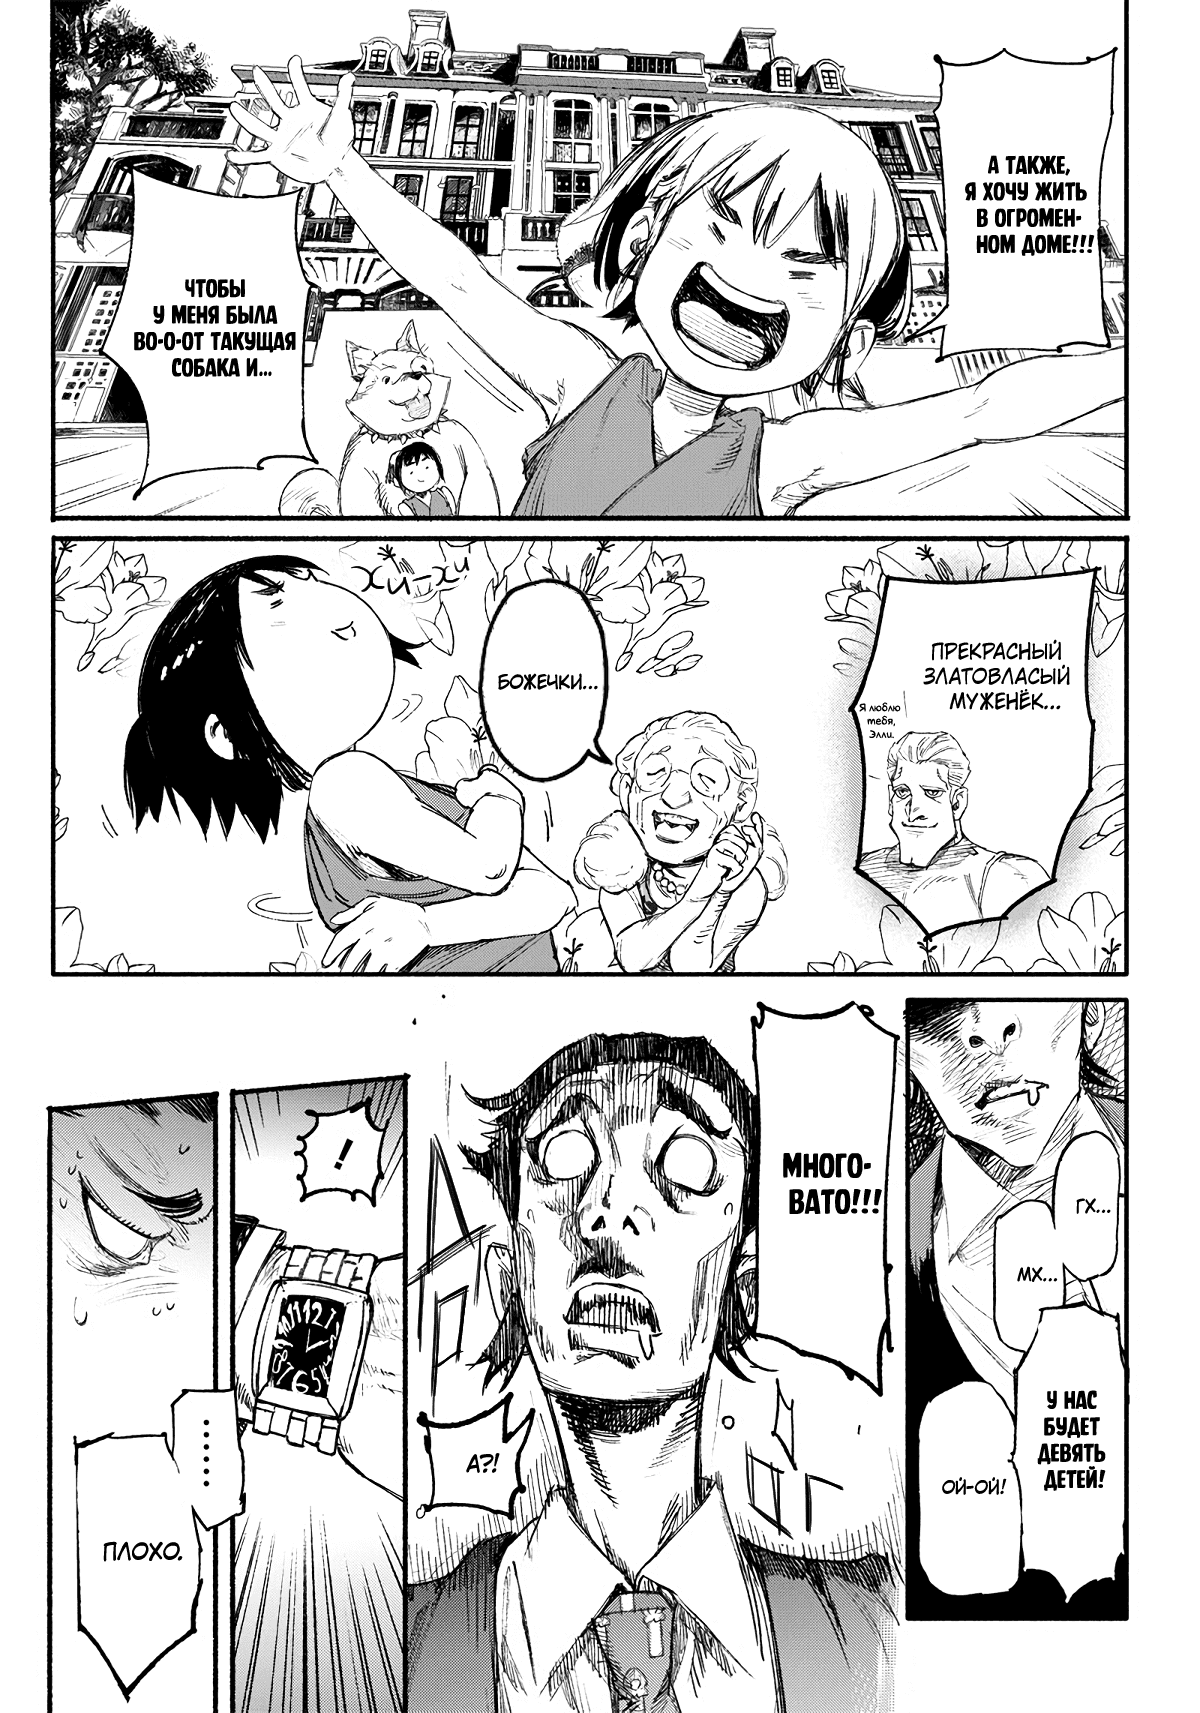 А ТАКЖЕ,
Я ХОЧУ ЖИТЬ
В ОГРОМЕН-
НОМ ДОМЕ!!!
ЧТОБЫ
У МЕНЯ БЫЛА
ВО-О-ОТ ТАКУЩАЯ
СОБАКА И...
ПРЕКРАСНЫЙ
ЗЛАТОВЛАСЫЙ
МУЖЕНЁК...
Я люблю
тебя,
Элли.
БОЖЕЧКИ...
ХИ-ХИ
ГХ...
МХ...
У НАС
БУДЕТ
ДЕВЯТЬ
ДЕТЕЙ!
ОЙ-ОЙ!
МНОГО-
ВАТО!!!
А?!
!
......
ПЛОХО.